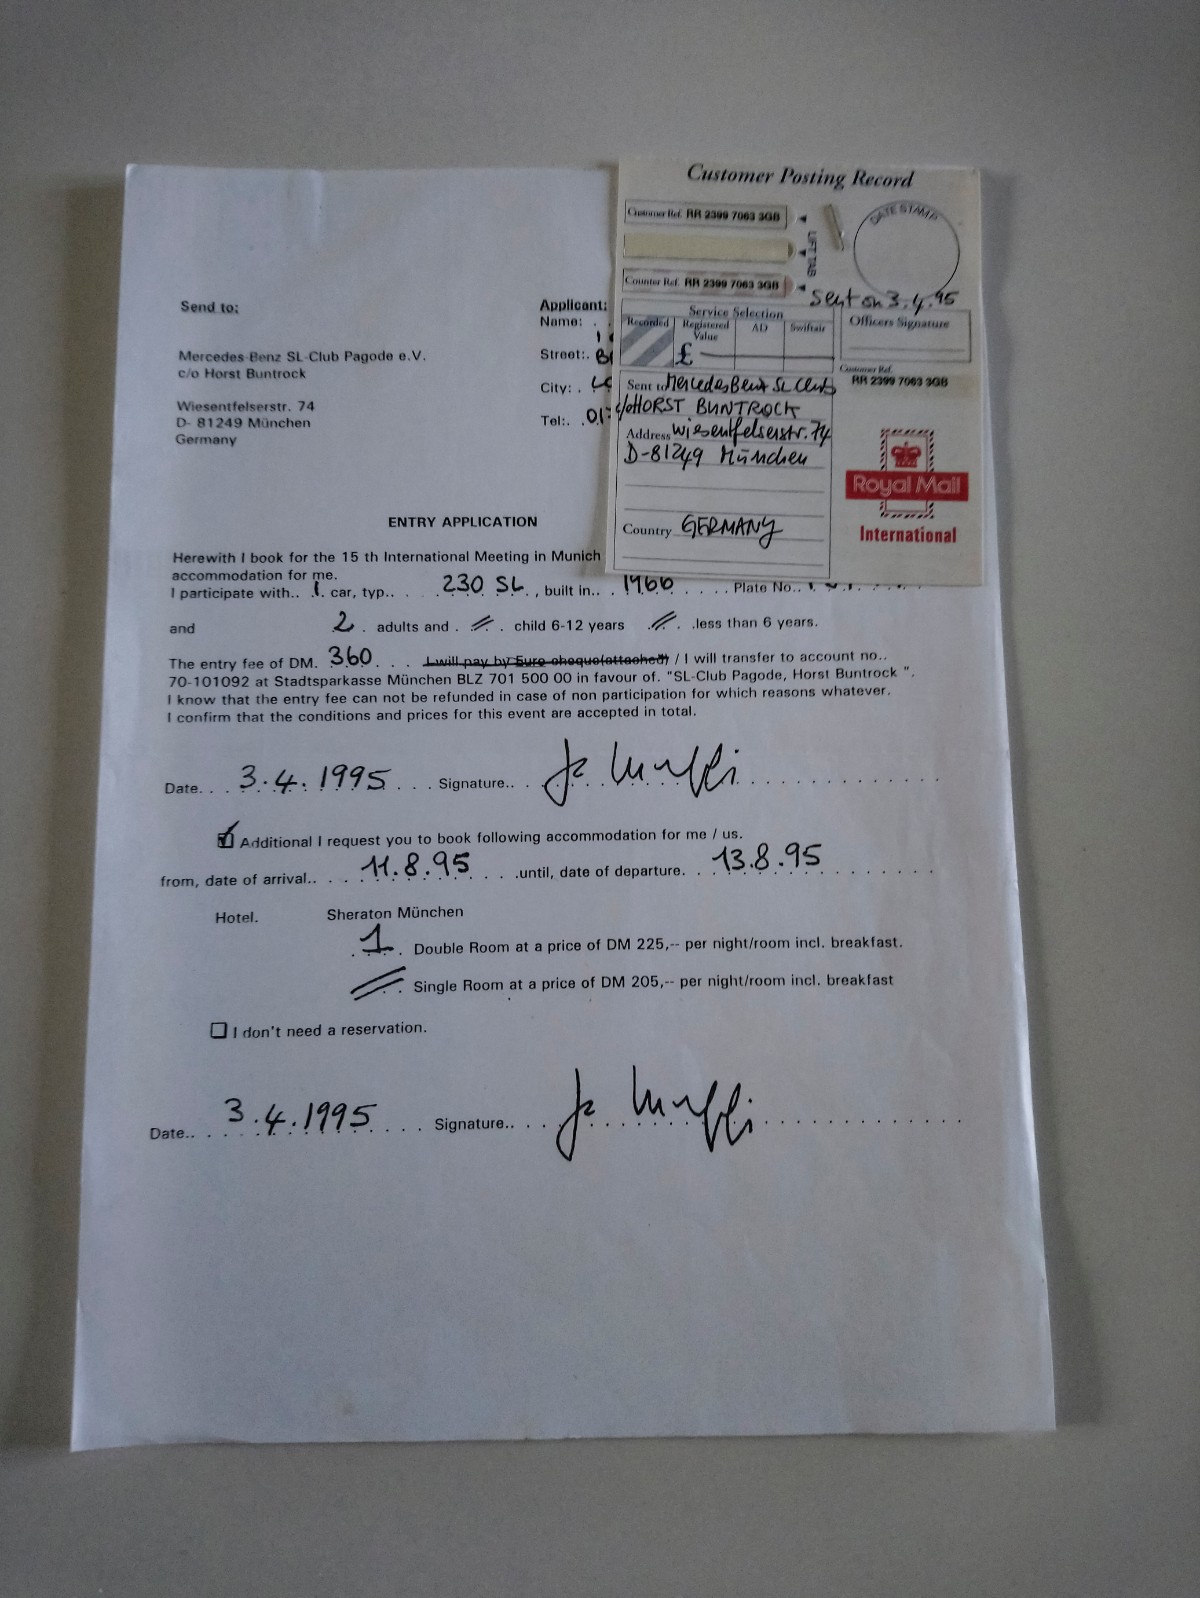 Customer Posting Record
Customer Ref. RR 2399 7063 3GB
LIFT TAB
DATE STAMP
Counter Ref. RR 2399 7063 3GB
Sent on 3.4.95
Service Selection
Recorded
Registered Value
AD
Swiftair
£
Officers Signature
Customer Ref.
RR 2399 7063 3GB
Sent to Mercedes Benz SL Club
c/o HORST BUNTROCK
Address Wiesentfelserstr. 74
D-81249 München
Country GERMANY
Royal Mail
International
Send to:
Mercedes-Benz SL-Club Pagode e.V.
c/o Horst Buntrock
Wiesentfelserstr. 74
D- 81249 München
Germany
Applicant:
Name: . .
Street:.
City: .
Tel:. .
ENTRY APPLICATION
Herewith I book for the 15 th International Meeting in Munich
accommodation for me.
I participate with.. 1. car, typ.. . 230 SL . , built in.. . 1966 . . . . . Plate No..
and 2 . adults and . // . child 6-12 years . // . .less than 6 years.
The entry fee of DM. 360 . . . I will pay by Euro cheque(attached) / I will transfer to account no..
70-101092 at Stadtsparkasse München BLZ 701 500 00 in favour of. "SL-Club Pagode, Horst Buntrock ".
I know that the entry fee can not be refunded in case of non participation for which reasons whatever.
I confirm that the conditions and prices for this event are accepted in total.
Date. . . 3.4.1995 . . . Signature..
Additional I request you to book following accommodation for me / us.
from, date of arrival.. . . 11.8.95 . . . .until, date of departure. . . 13.8.95
Hotel. Sheraton München
1 . Double Room at a price of DM 225,-- per night/room incl. breakfast.
// . Single Room at a price of DM 205,-- per night/room incl. breakfast
I don't need a reservation.
Date.. . . 3.4.1995 . . . . Signature..